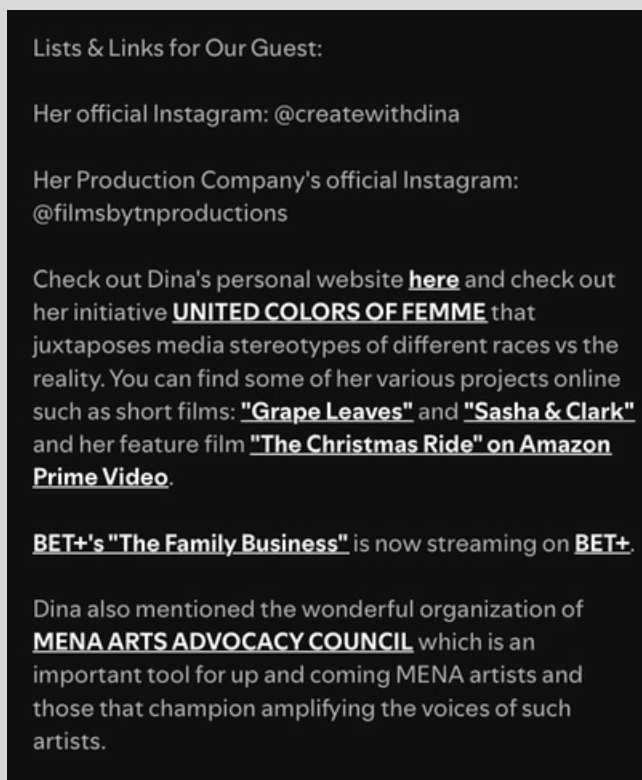 Lists & Links for Our Guest:
Her official Instagram: @createwithdina
Her Production Company's official Instagram:
@filmsbytnproductions
Check out Dina's personal website here and check out
her initiative UNITED COLORS OF FEMME that
juxtaposes media stereotypes of different races vs the
reality. You can find some of her various projects online
such as short films: "Grape Leaves" and "Sasha & Clark"
and her feature film "The Christmas Ride" on Amazon
Prime Video.
BET+'s "The Family Business" is now streaming on BET+.
Dina also mentioned the wonderful organization of
MENA ARTS ADVOCACY COUNCIL which is an
important tool for up and coming MENA artists and
those that champion amplifying the voices of such
artists.